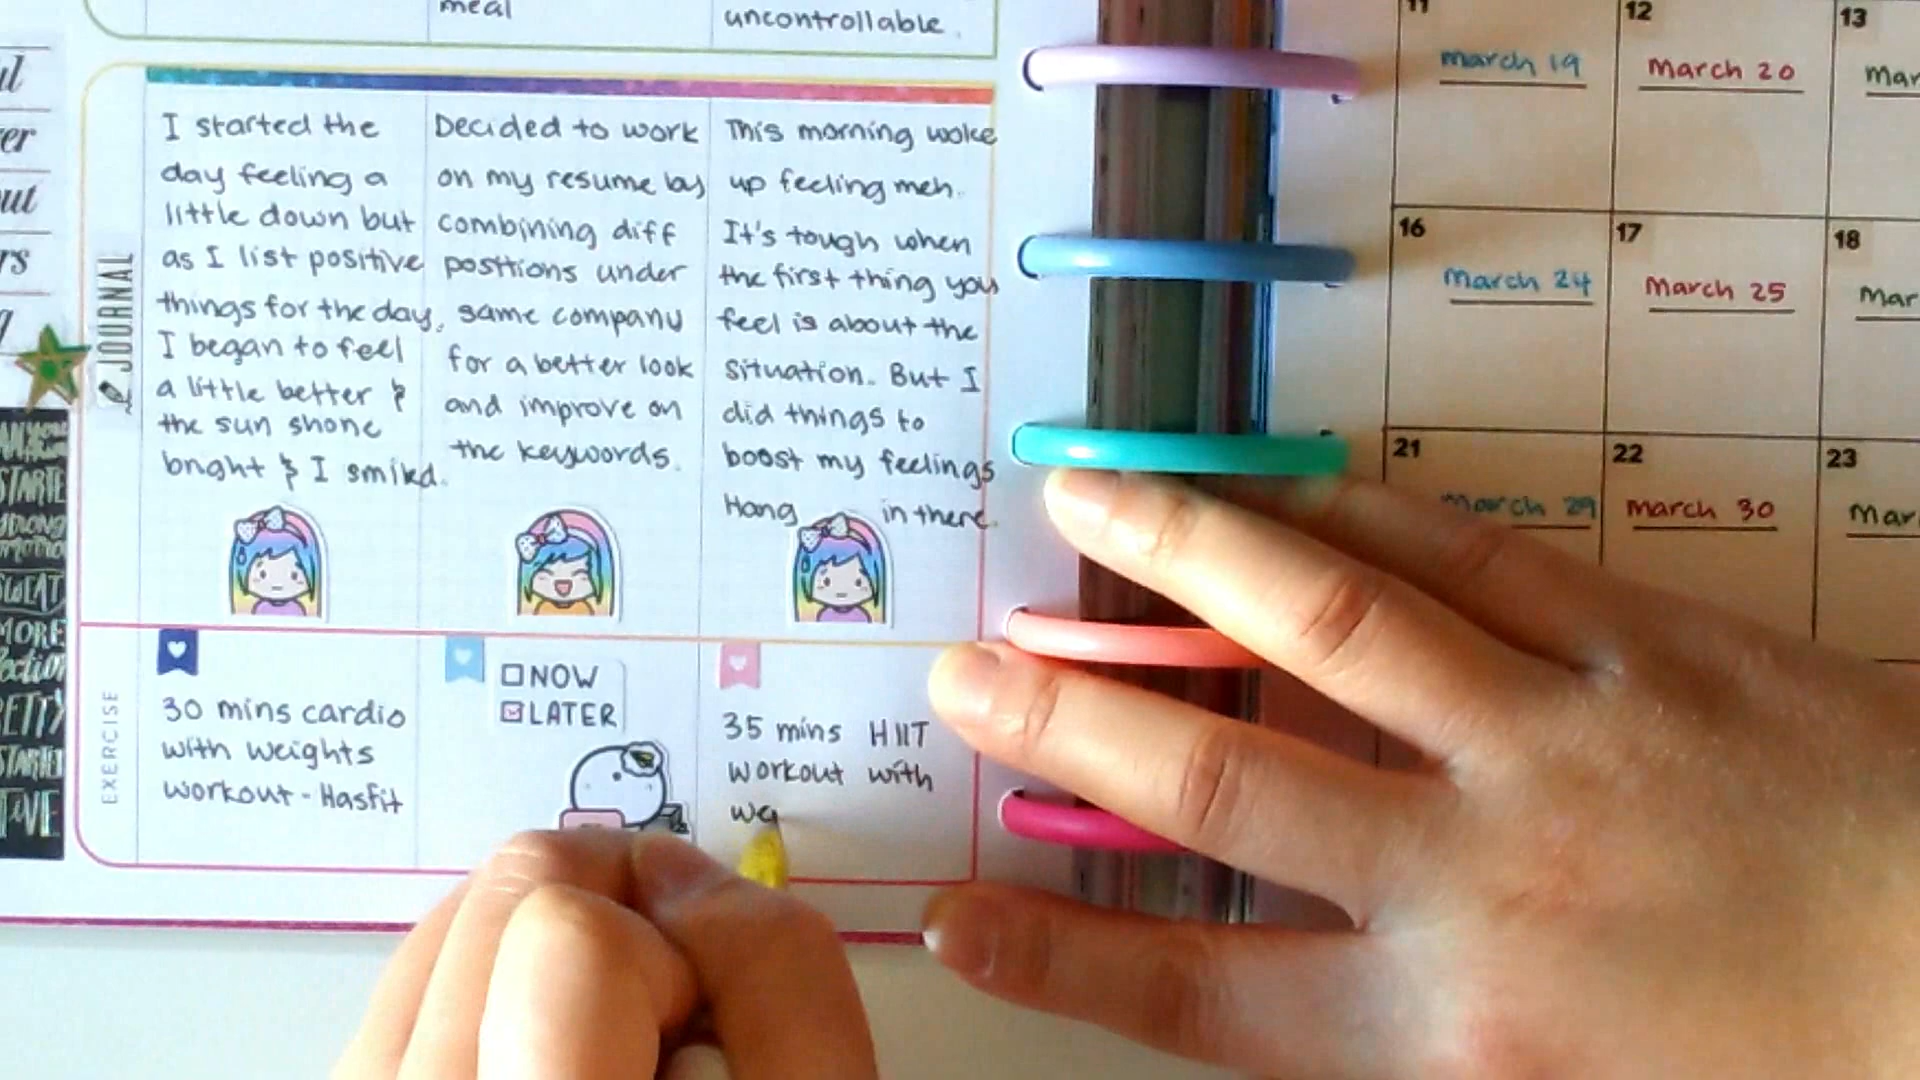 meal
uncontrollable.
JOURNAL
I started the
day feeling a
little down but
as I list positive
things for the day,
I began to feel
a little better &
the sun shone
bright & I smiled.
Decided to work
on my resume by
combining diff
positions under
same company
for a better look
and improve on
the keywords.
This morning woke
up feeling meh.
It's tough when
the first thing you
feel is about the
situation. But I
did things to
boost my feelings
Hang in there.
EXERCISE
30 mins cardio
with weights
workout - Hasfit
NOW
LATER
35 mins HIIT
workout with
we
11
12
13
march 19
march 20
mar
16
17
18
march 24
march 25
mar
21
22
23
march 29
march 30
mar